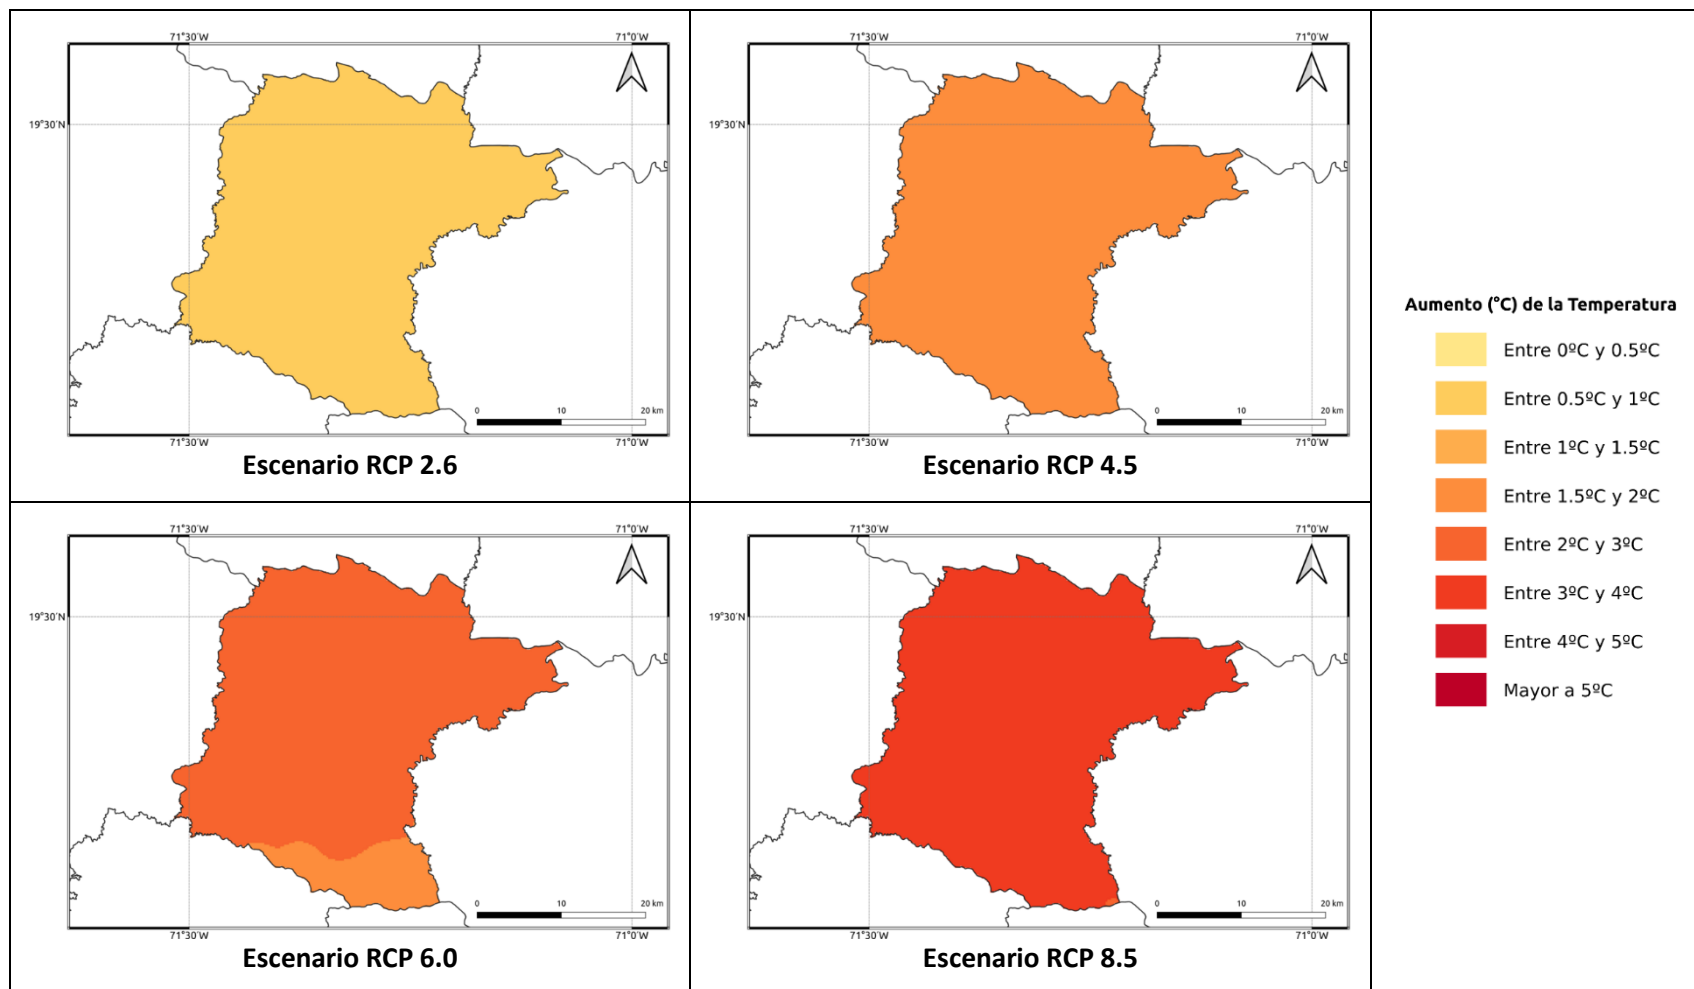 71°30'W
71°0'W
19°30'N
0
10
20 km
71°30'W
71°0'W
Escenario RCP 2.6
71°30'W
71°0'W
19°30'N
0
10
20 km
71°30'W
71°0'W
Escenario RCP 4.5
71°30'W
71°0'W
19°30'N
0
10
20 km
71°30'W
71°0'W
Escenario RCP 6.0
71°30'W
71°0'W
19°30'N
0
10
20 km
71°30'W
71°0'W
Escenario RCP 8.5
Aumento (°C) de la Temperatura
Entre 0ºC y 0.5ºC
Entre 0.5ºC y 1ºC
Entre 1ºC y 1.5ºC
Entre 1.5ºC y 2ºC
Entre 2ºC y 3ºC
Entre 3ºC y 4ºC
Entre 4ºC y 5ºC
Mayor a 5ºC